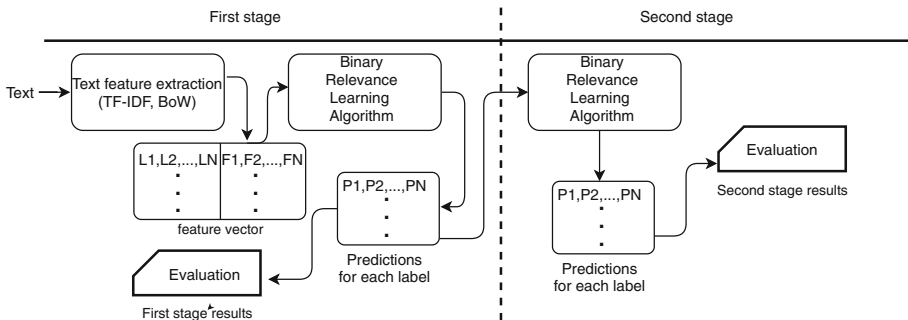 First stage
Second stage
Text
Text feature extraction
(TF-IDF, BoW)
Binary
Relevance
Learning
Algorithm
L1,L2,...,LN
F1,F2,...,FN
feature vector
P1,P2,...,PN
Predictions
for each label
Evaluation
First stage results
Binary
Relevance
Learning
Algorithm
P1,P2,...,PN
Predictions
for each label
Evaluation
Second stage results